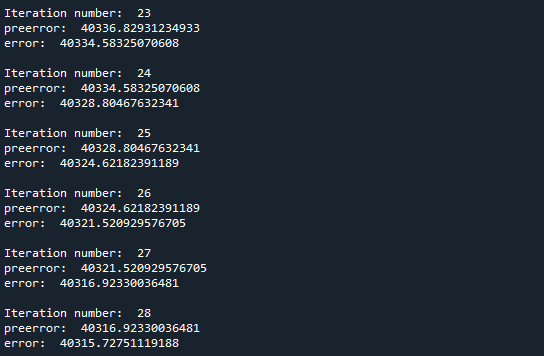 Iteration number:  23
preerror:  40336.82931234933
error:  40334.58325070608
Iteration number:  24
preerror:  40334.58325070608
error:  40328.80467632341
Iteration number:  25
preerror:  40328.80467632341
error:  40324.62182391189
Iteration number:  26
preerror:  40324.62182391189
error:  40321.520929576705
Iteration number:  27
preerror:  40321.520929576705
error:  40316.92330036481
Iteration number:  28
preerror:  40316.92330036481
error:  40315.72751119188